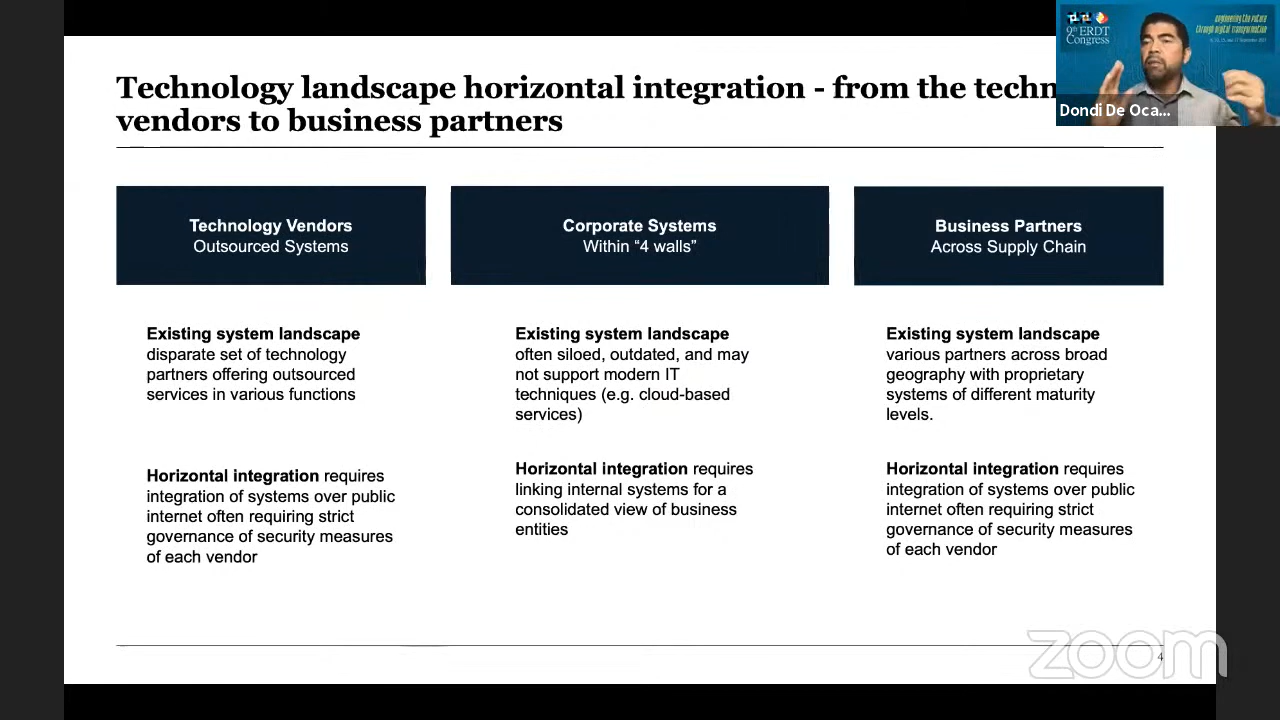 Technology landscape horizontal integration - from the techn
vendors to business partners
9th ERDT
Congress
engineering the future
through digital transformation
Dondi De Oca...
Technology Vendors
Outsourced Systems
Corporate Systems
Within “4 walls”
Business Partners
Across Supply Chain
Existing system landscape
disparate set of technology
partners offering outsourced
services in various functions
Horizontal integration requires
integration of systems over public
internet often requiring strict
governance of security measures
of each vendor
Existing system landscape
often siloed, outdated, and may
not support modern IT
techniques (e.g. cloud-based
services)
Horizontal integration requires
linking internal systems for a
consolidated view of business
entities
Existing system landscape
various partners across broad
geography with proprietary
systems of different maturity
levels.
Horizontal integration requires
integration of systems over public
internet often requiring strict
governance of security measures
of each vendor
zoom
4